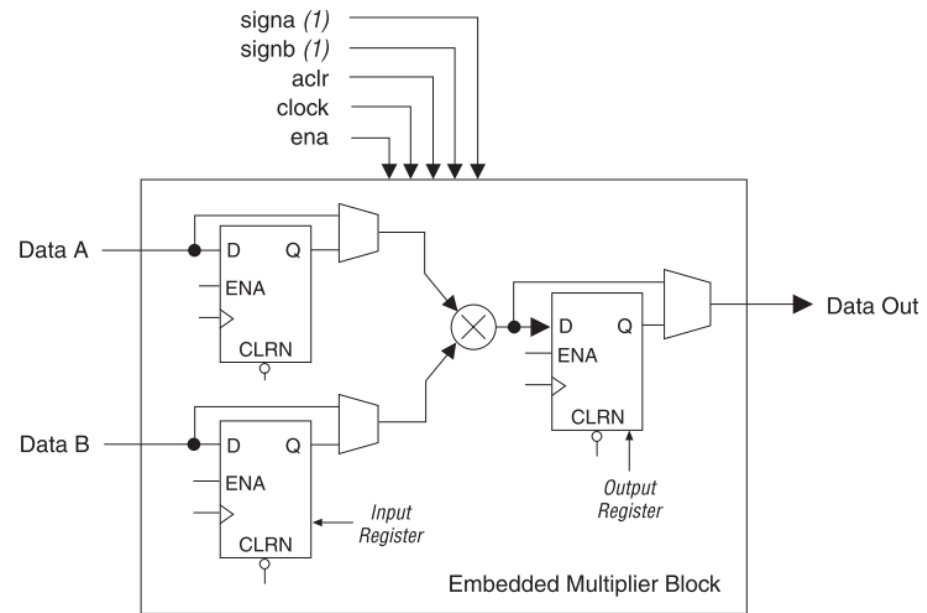 signa (1)
signb (1)
aclr
clock
ena
Data A
D Q
ENA
CLRN
Data B
D Q
ENA
CLRN
Input
Register
D Q
ENA
CLRN
Output
Register
Data Out
Embedded Multiplier Block